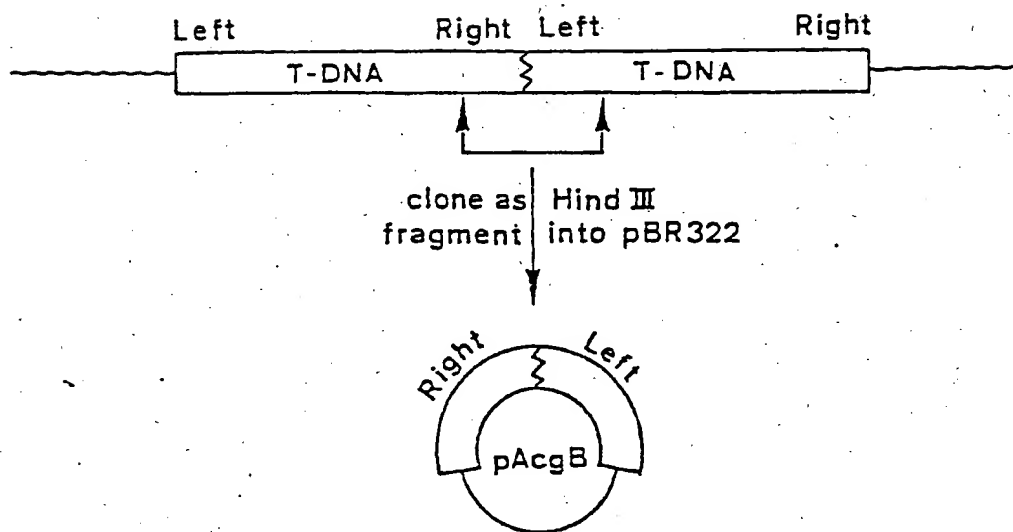 Left Right Left Right
T-DNA T-DNA
clone as Hind III
fragment into pBR322
Right Left
pAcgB